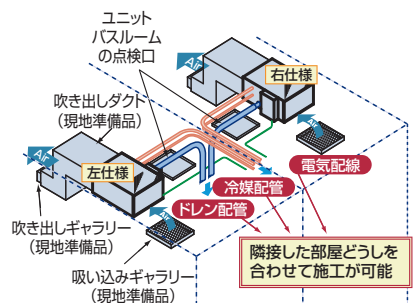 ユニット
バスルーム
の点検口
Air
右仕様
吹き出しダクト
(現地準備品)
Air
Air
左仕様
電気配線
冷媒配管
ドレン配管
Air
吹き出しギャラリー
(現地準備品)
吸い込みギャラリー
(現地準備品)
隣接した部屋どうしを
合わせて施工が可能